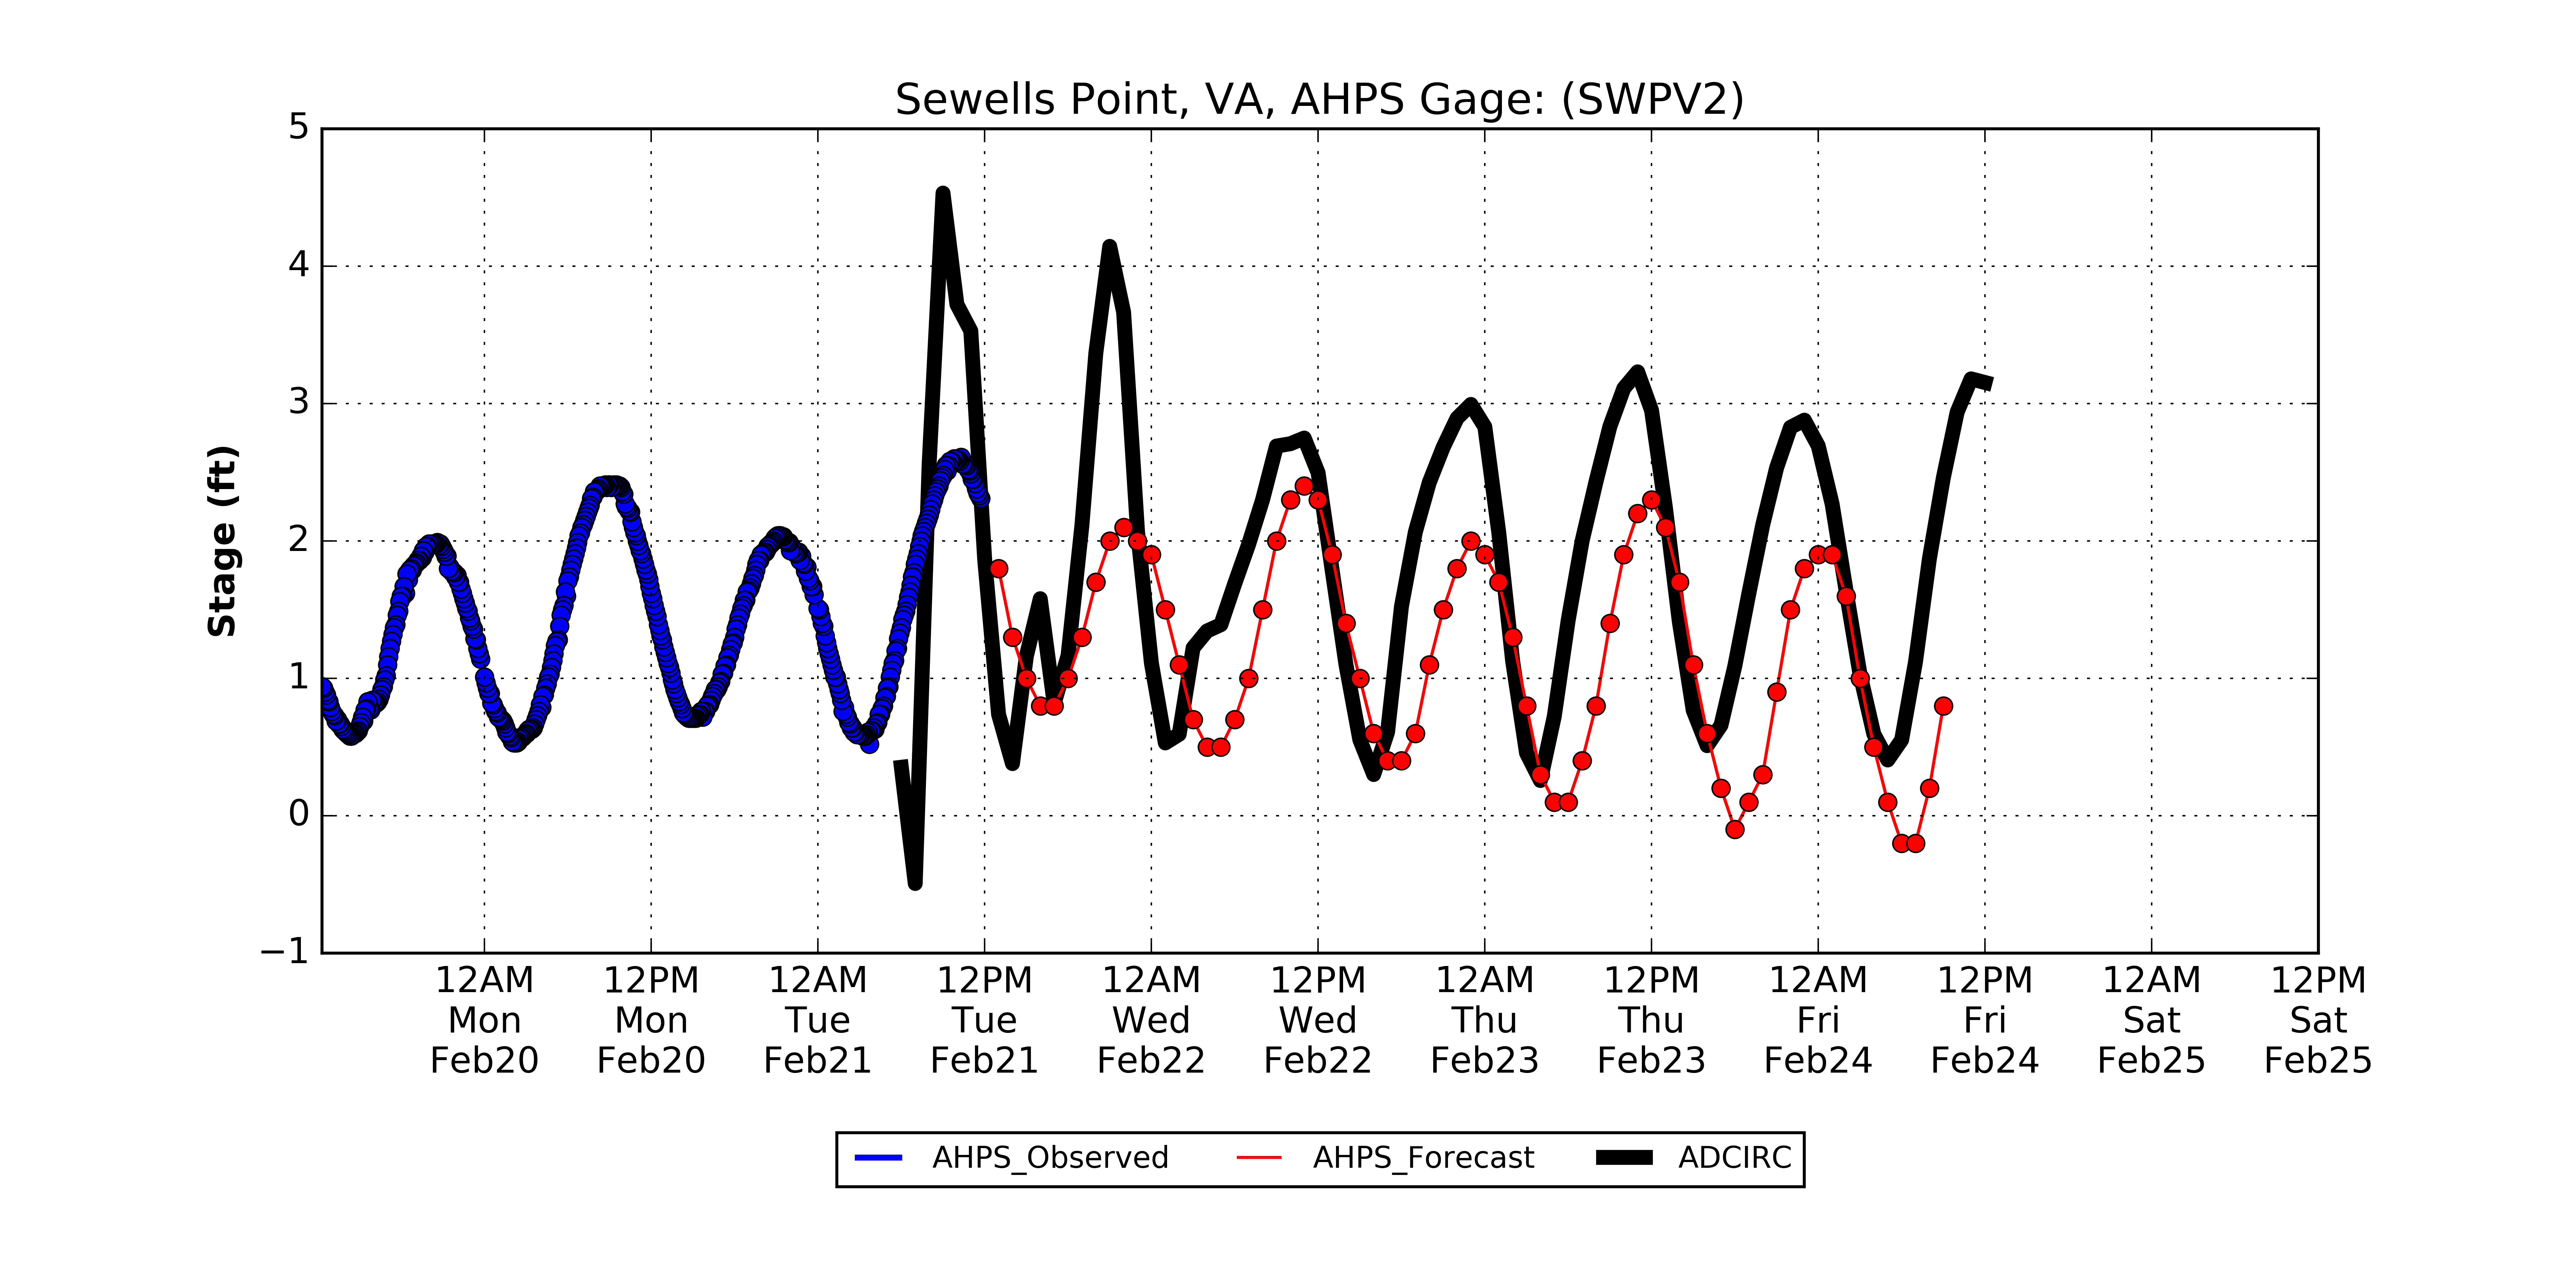 Sewells Point, VA, AHPS Gage: (SWPV2)
5
4
3
2
1
0
−1
Stage (ft)
12AM 12PM 12AM 12PM 12AM 12PM 12AM 12PM 12AM 12PM 12AM 12PM
Mon Mon Tue Tue Wed Wed Thu Thu Fri Fri Sat Sat
Feb20 Feb20 Feb21 Feb21 Feb22 Feb22 Feb23 Feb23 Feb24 Feb24 Feb25 Feb25
AHPS_Observed AHPS_Forecast ADCIRC